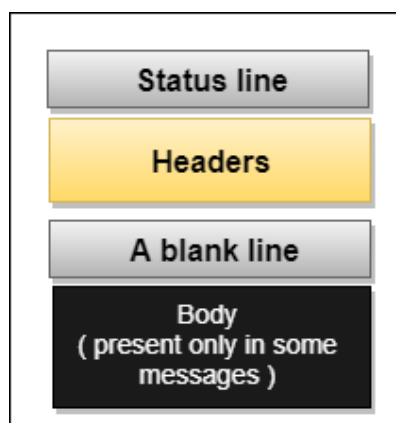 Status line
Headers
A blank line
Body
( present only in some
messages )